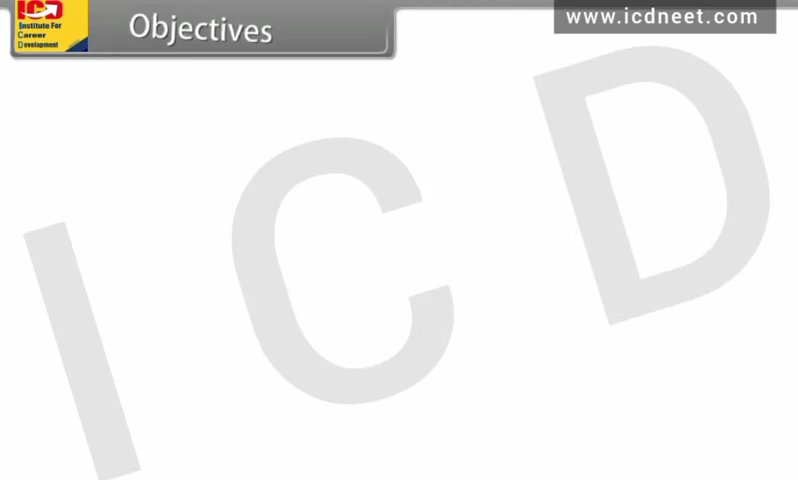 ICD
Institute For
Career
Development
Objectives
www.icdneet.com
I C D